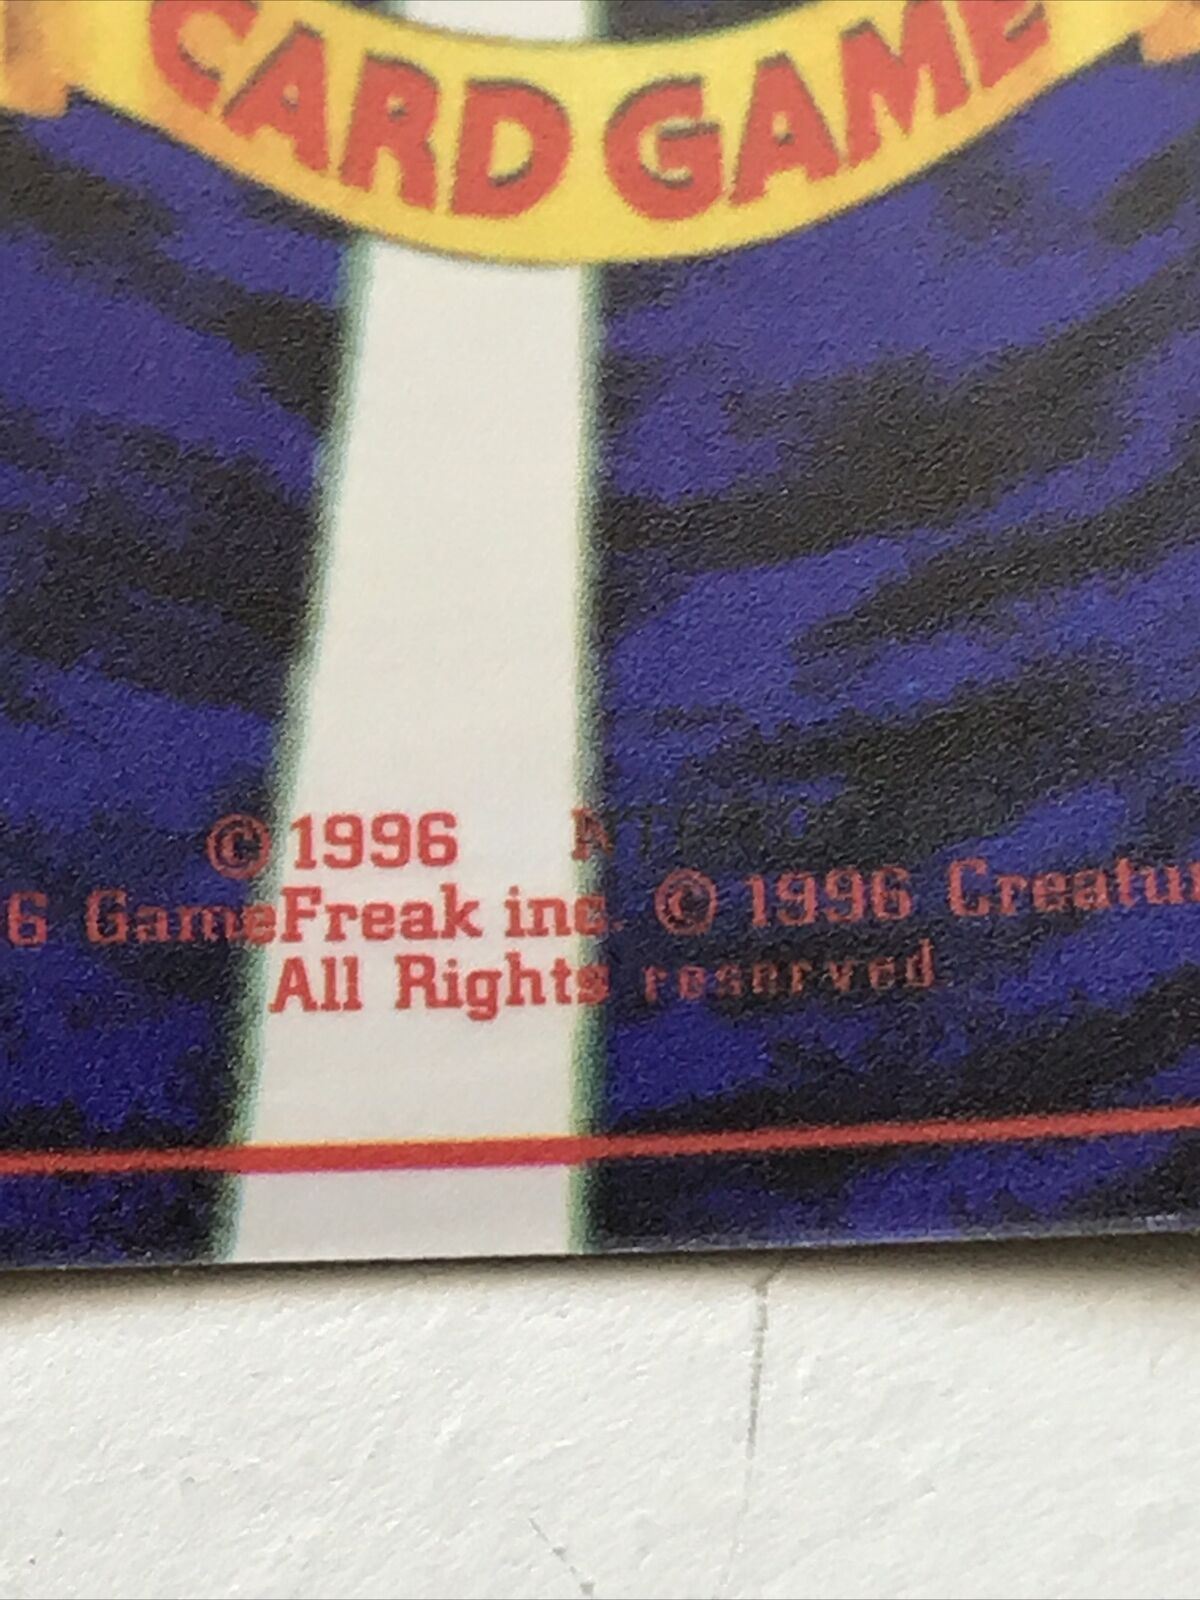 CARD GAME
© 1996
6 GameFreak inc. © 1996 Creatu
All Rights reserved.